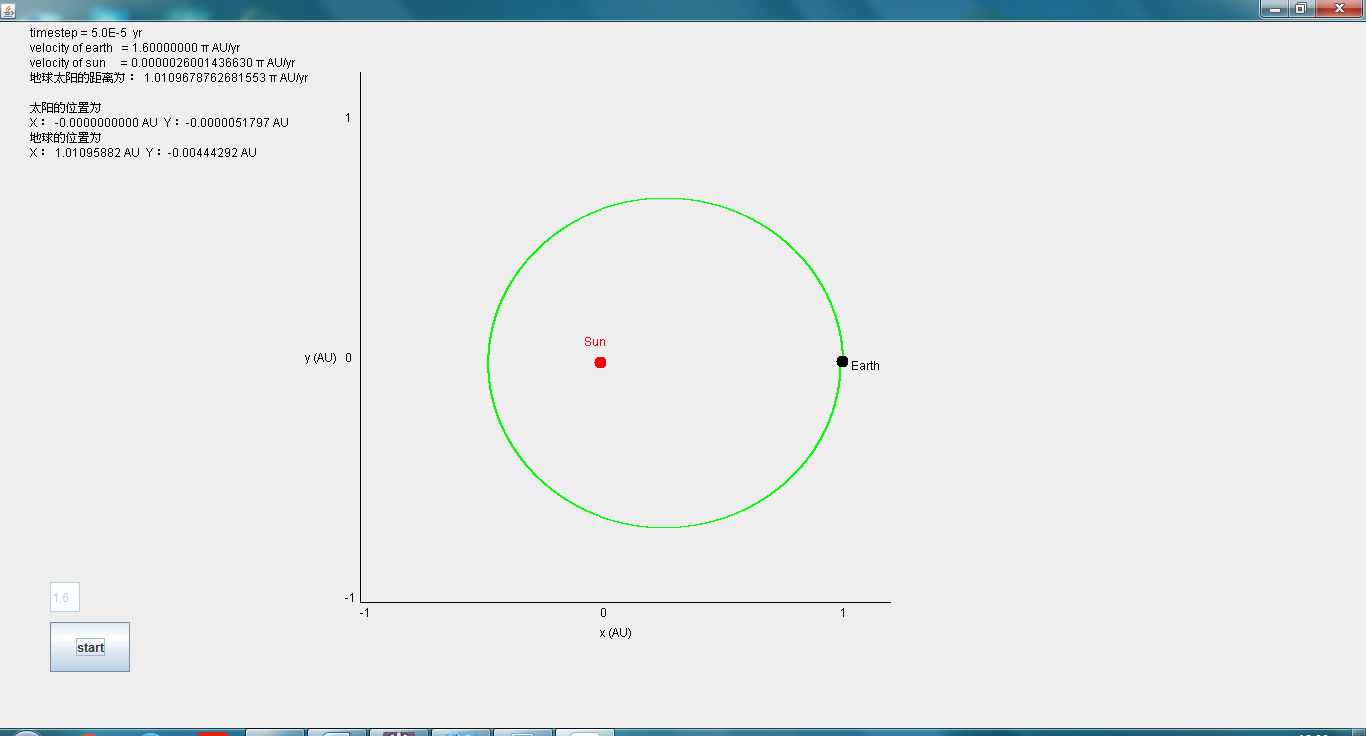 timestep = 5.0E-5 yr
velocity of earth = 1.60000000 π AU/yr
velocity of sun = 0.0000026001436630 π AU/yr
地球太阳的距离为： 1.0109678762681553 π AU/yr
太阳的位置为
X： -0.0000000000 AU Y：-0.0000051797 AU
地球的位置为
X： 1.01095882 AU Y：-0.00444292 AU
1
Sun
y (AU) 0
Earth
-1
-1 0 1
x (AU)
1.6
start